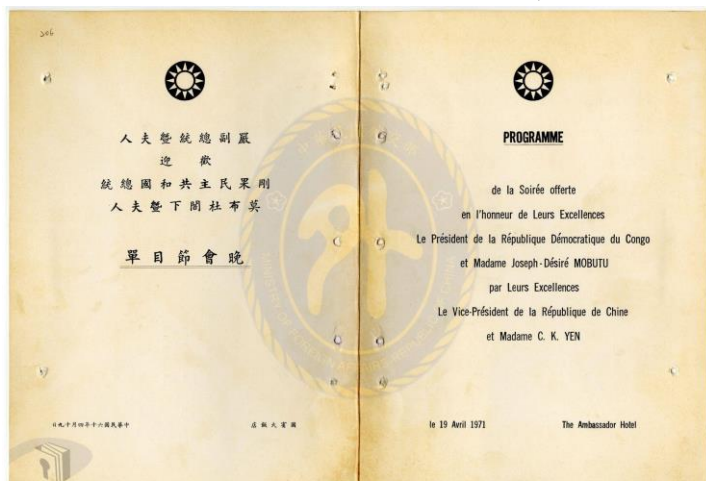 206
嚴副總統暨夫人
歡迎
剛果民主共和國總統
莫布杜閣下暨夫人
晚會節目單
國賓大飯店
中華民國六十年四月十九日
PROGRAMME
de la Soirée offerte
en l'honneur de Leurs Excellences
Le Président de la République Démocratique du Congo
et Madame Joseph-Désiré MOBUTU
par Leurs Excellences
Le Vice-Président de la République de Chine
et Madame C. K. YEN
le 19 Avril 1971
The Ambassador Hotel